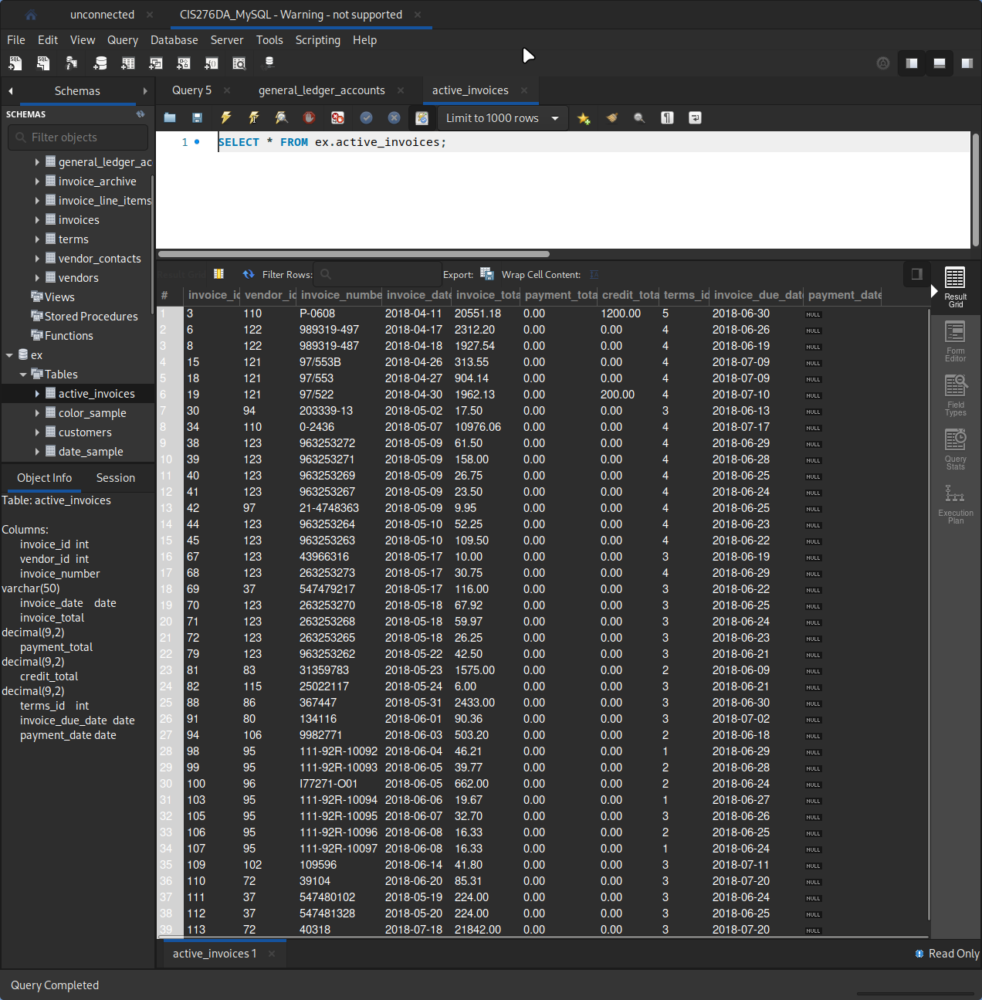 unconnected × CIS276DA_MySQL - Warning - not supported ×
File Edit View Query Database Server Tools Scripting Help
Schemas
Query 5 × general_ledger_accounts × active_invoices ×
SCHEMAS
Limit to 1000 rows
Filter objects
1 SELECT * FROM ex.active_invoices;
general_ledger_ac
invoice_archive
invoice_line_items
invoices
terms
vendor_contacts
vendors
Views
Stored Procedures
Functions
ex
Tables
active_invoices
color_sample
customers
date_sample
Object Info Session
Table: active_invoices
Columns:
invoice_id int
vendor_id int
invoice_number
varchar(50)
invoice_date date
invoice_total
decimal(9,2)
payment_total
decimal(9,2)
credit_total
decimal(9,2)
terms_id int
invoice_due_date date
payment_date date
Result Grid Filter Rows: Export: Wrap Cell Content:
# invoice_id vendor_id invoice_numbe invoice_date invoice_tota payment_tota credit_tota terms_id invoice_due_dat payment_date
1 3 110 P-0608 2018-04-11 20551.18 0.00 1200.00 5 2018-06-30 NULL
2 6 122 989319-497 2018-04-17 2312.20 0.00 0.00 4 2018-06-26 NULL
3 8 122 989319-487 2018-04-18 1927.54 0.00 0.00 4 2018-06-19 NULL
4 15 121 97/553B 2018-04-26 313.55 0.00 0.00 4 2018-07-09 NULL
5 18 121 97/553 2018-04-27 904.14 0.00 0.00 4 2018-07-09 NULL
6 19 121 97/522 2018-04-30 1962.13 0.00 200.00 4 2018-07-10 NULL
7 30 94 203339-13 2018-05-02 17.50 0.00 0.00 3 2018-06-13 NULL
8 34 110 0-2436 2018-05-07 10976.06 0.00 0.00 4 2018-07-17 NULL
9 38 123 963253272 2018-05-09 61.50 0.00 0.00 4 2018-06-29 NULL
10 39 123 963253271 2018-05-09 158.00 0.00 0.00 4 2018-06-28 NULL
11 40 123 963253269 2018-05-09 26.75 0.00 0.00 4 2018-06-25 NULL
12 41 123 963253267 2018-05-09 23.50 0.00 0.00 4 2018-06-24 NULL
13 42 97 21-4748363 2018-05-09 9.95 0.00 0.00 4 2018-06-25 NULL
14 44 123 963253264 2018-05-10 52.25 0.00 0.00 4 2018-06-23 NULL
15 45 123 963253263 2018-05-10 109.50 0.00 0.00 4 2018-06-22 NULL
16 67 123 43966316 2018-05-17 10.00 0.00 0.00 3 2018-06-19 NULL
17 68 123 263253273 2018-05-17 30.75 0.00 0.00 4 2018-06-29 NULL
18 69 37 547479217 2018-05-17 116.00 0.00 0.00 3 2018-06-22 NULL
19 70 123 263253270 2018-05-18 67.92 0.00 0.00 3 2018-06-25 NULL
20 71 123 263253268 2018-05-18 59.97 0.00 0.00 3 2018-06-24 NULL
21 72 123 263253265 2018-05-18 26.25 0.00 0.00 3 2018-06-23 NULL
22 79 123 963253262 2018-05-22 42.50 0.00 0.00 3 2018-06-21 NULL
23 81 83 31359783 2018-05-23 1575.00 0.00 0.00 2 2018-06-09 NULL
24 82 115 25022117 2018-05-24 6.00 0.00 0.00 3 2018-06-21 NULL
25 88 86 367447 2018-05-31 2433.00 0.00 0.00 3 2018-06-30 NULL
26 91 80 134116 2018-06-01 90.36 0.00 0.00 3 2018-07-02 NULL
27 94 106 9982771 2018-06-03 503.20 0.00 0.00 2 2018-06-18 NULL
28 98 95 111-92R-10092 2018-06-04 46.21 0.00 0.00 1 2018-06-29 NULL
29 99 95 111-92R-10093 2018-06-05 39.77 0.00 0.00 2 2018-06-28 NULL
30 100 96 I77271-O01 2018-06-05 662.00 0.00 0.00 2 2018-06-24 NULL
31 103 95 111-92R-10094 2018-06-06 19.67 0.00 0.00 1 2018-06-27 NULL
32 105 95 111-92R-10095 2018-06-07 32.70 0.00 0.00 3 2018-06-26 NULL
33 106 95 111-92R-10096 2018-06-08 16.33 0.00 0.00 2 2018-06-25 NULL
34 107 95 111-92R-10097 2018-06-08 16.33 0.00 0.00 1 2018-06-24 NULL
35 109 102 109596 2018-06-14 41.80 0.00 0.00 3 2018-07-11 NULL
36 110 72 39104 2018-06-20 85.31 0.00 0.00 3 2018-07-20 NULL
37 111 37 547480102 2018-05-19 224.00 0.00 0.00 3 2018-06-24 NULL
38 112 37 547481328 2018-05-20 224.00 0.00 0.00 3 2018-06-25 NULL
39 113 72 40318 2018-07-18 21842.00 0.00 0.00 3 2018-07-20 NULL
Result
Grid
Form
Editor
Field
Types
Query
Stats
Execution
Plan
active_invoices 1 ×
Read Only
Query Completed